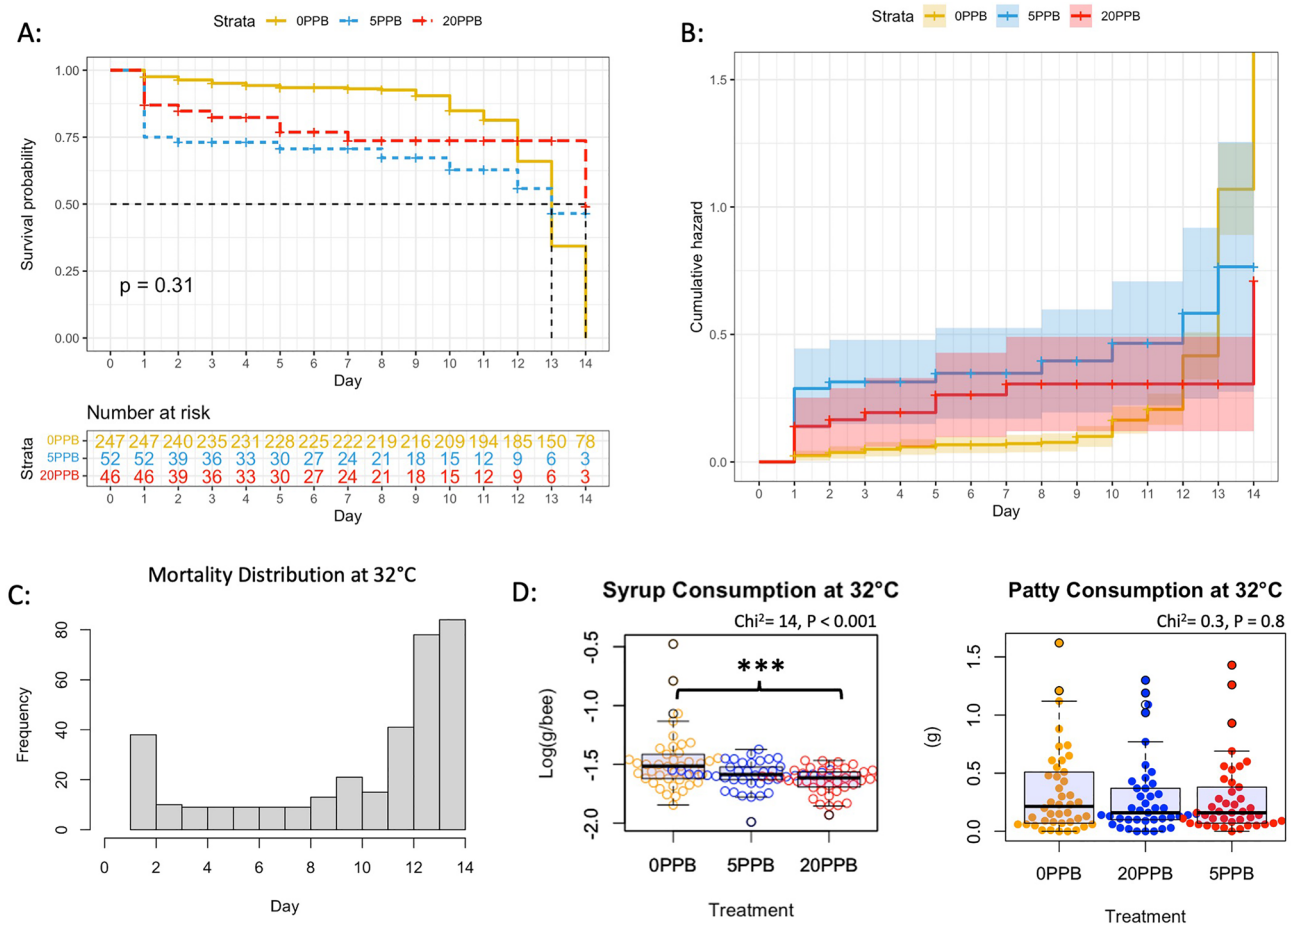 A:
Strata 0PPB 5PPB 20PPB
1.00
0.75
0.50
0.25
0.00
Survival probability
p = 0.31
0 1 2 3 4 5 6 7 8 9 10 11 12 13 14
Day
Number at risk
Strata
0PPB 247 247 240 235 231 228 225 222 219 216 209 194 185 150 78
5PPB 52 52 39 36 33 30 27 24 21 18 15 12 9 6 3
20PPB 46 46 39 36 33 30 27 24 21 18 15 12 9 6 3
0 1 2 3 4 5 6 7 8 9 10 11 12 13 14
Day
B:
Strata 0PPB 5PPB 20PPB
1.5
1.0
0.5
0.0
Cumulative hazard
0 1 2 3 4 5 6 7 8 9 10 11 12 13 14
Day
C:
Mortality Distribution at 32°C
80
60
40
20
0
Frequency
0 2 4 6 8 10 12 14
Day
D:
Syrup Consumption at 32°C
Chi²= 14, P < 0.001
***
-0.5
-1.0
-1.5
-2.0
Log(g/bee)
0PPB 5PPB 20PPB
Treatment
Patty Consumption at 32°C
Chi²= 0.3, P = 0.8
1.5
1.0
0.5
0.0
(g)
0PPB 20PPB 5PPB
Treatment